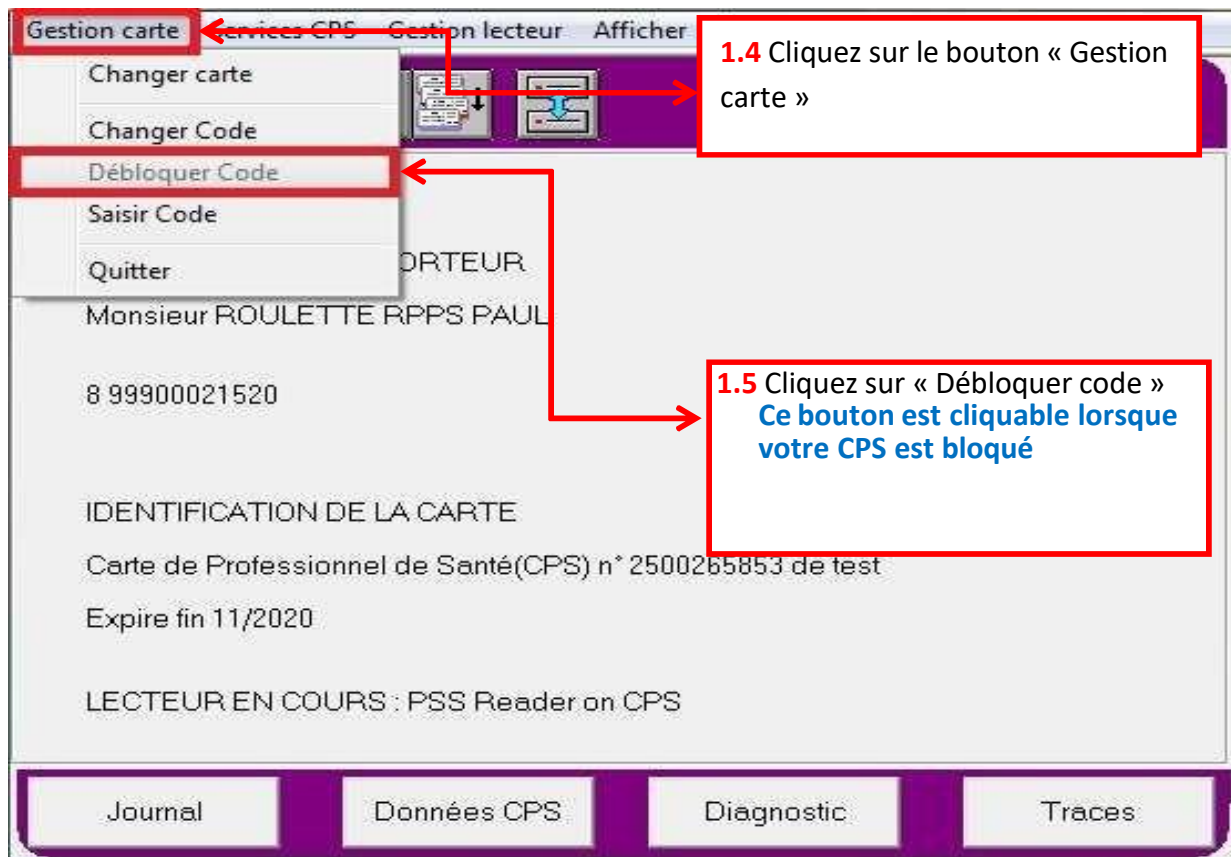 Gestion carte Services CPS Gestion lecteur Afficher
1.4 Cliquez sur le bouton « Gestion
carte »
Changer carte
Changer Code
Débloquer Code
Saisir Code
Quitter
ORTEUR
Monsieur ROULETTE RPPS PAUL
8 99900021520
1.5 Cliquez sur « Débloquer code »
Ce bouton est cliquable lorsque
votre CPS est bloqué
IDENTIFICATION DE LA CARTE
Carte de Professionnel de Santé(CPS) n° 2500265853 de test
Expire fin 11/2020
LECTEUR EN COURS : PSS Reader on CPS
Journal Données CPS Diagnostic Traces